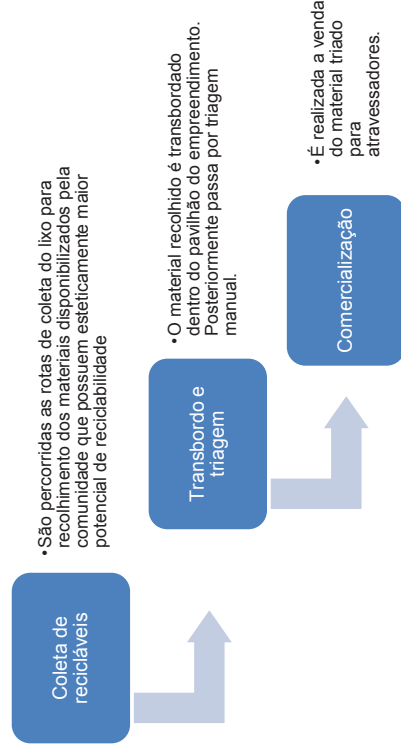 Coleta de
recicláveis
•São percorridas as rotas de coleta do lixo para
recolhimento dos materiais disponibilizados pela
comunidade que possuem esteticamente maior
potencial de reciclabilidade
Transbordo e
triagem
•O material recolhido é transbordado
dentro do pavilhão do empreendimento.
Posteriormente passa por triagem
manual.
Comercialização
•É realizada a venda
do material triado
para
atravessadores.